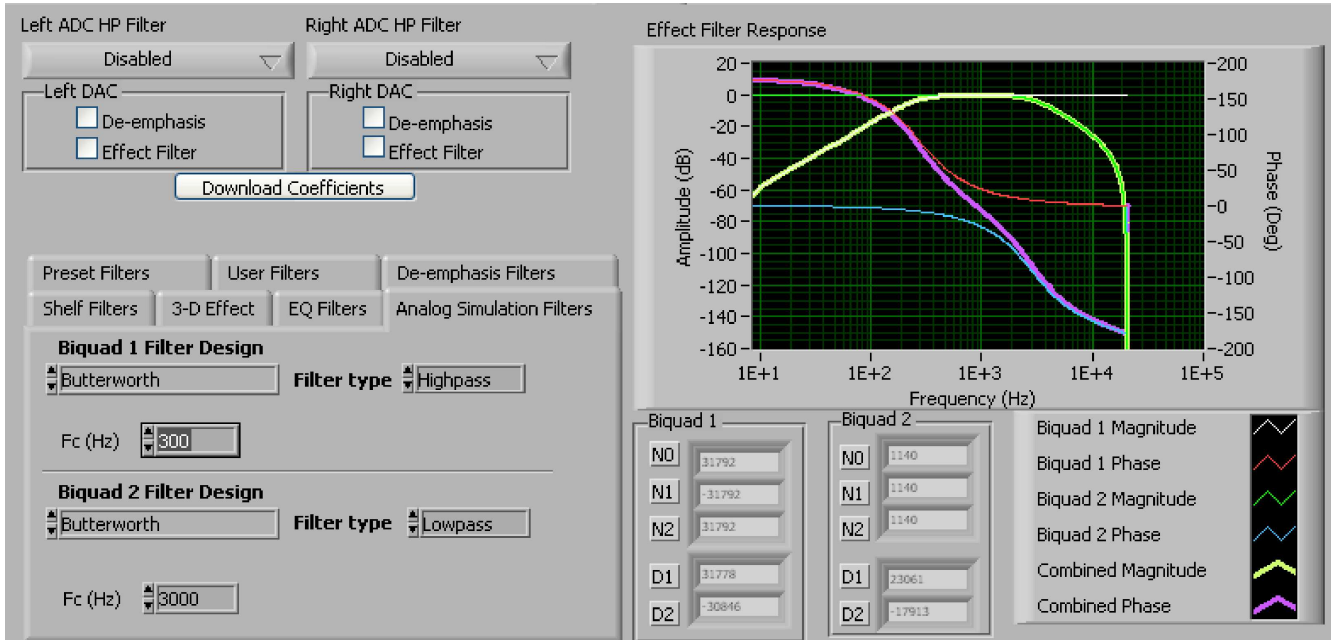 Left ADC HP Filter
Right ADC HP Filter
Disabled
Disabled
Left DAC
De-emphasis
Effect Filter
Right DAC
De-emphasis
Effect Filter
Download Coefficients
Preset Filters
User Filters
De-emphasis Filters
Shelf Filters
3-D Effect
EQ Filters
Analog Simulation Filters
Biquad 1 Filter Design
Butterworth
Filter type
Highpass
Fc (Hz)
300
Biquad 2 Filter Design
Butterworth
Filter type
Lowpass
Fc (Hz)
3000
Effect Filter Response
Amplitude (dB)
20
0
-20
-40
-60
-80
-100
-120
-140
-160
200
150
100
50
0
-50
-100
-150
-200
Phase (Deg)
1E+1
1E+2
1E+3
1E+4
1E+5
Frequency (Hz)
Biquad 1
N0
31792
N1
-31792
N2
31792
D1
31778
D2
-30846
Biquad 2
N0
1140
N1
1140
N2
1140
D1
23061
D2
-17913
Biquad 1 Magnitude
Biquad 1 Phase
Biquad 2 Magnitude
Biquad 2 Phase
Combined Magnitude
Combined Phase